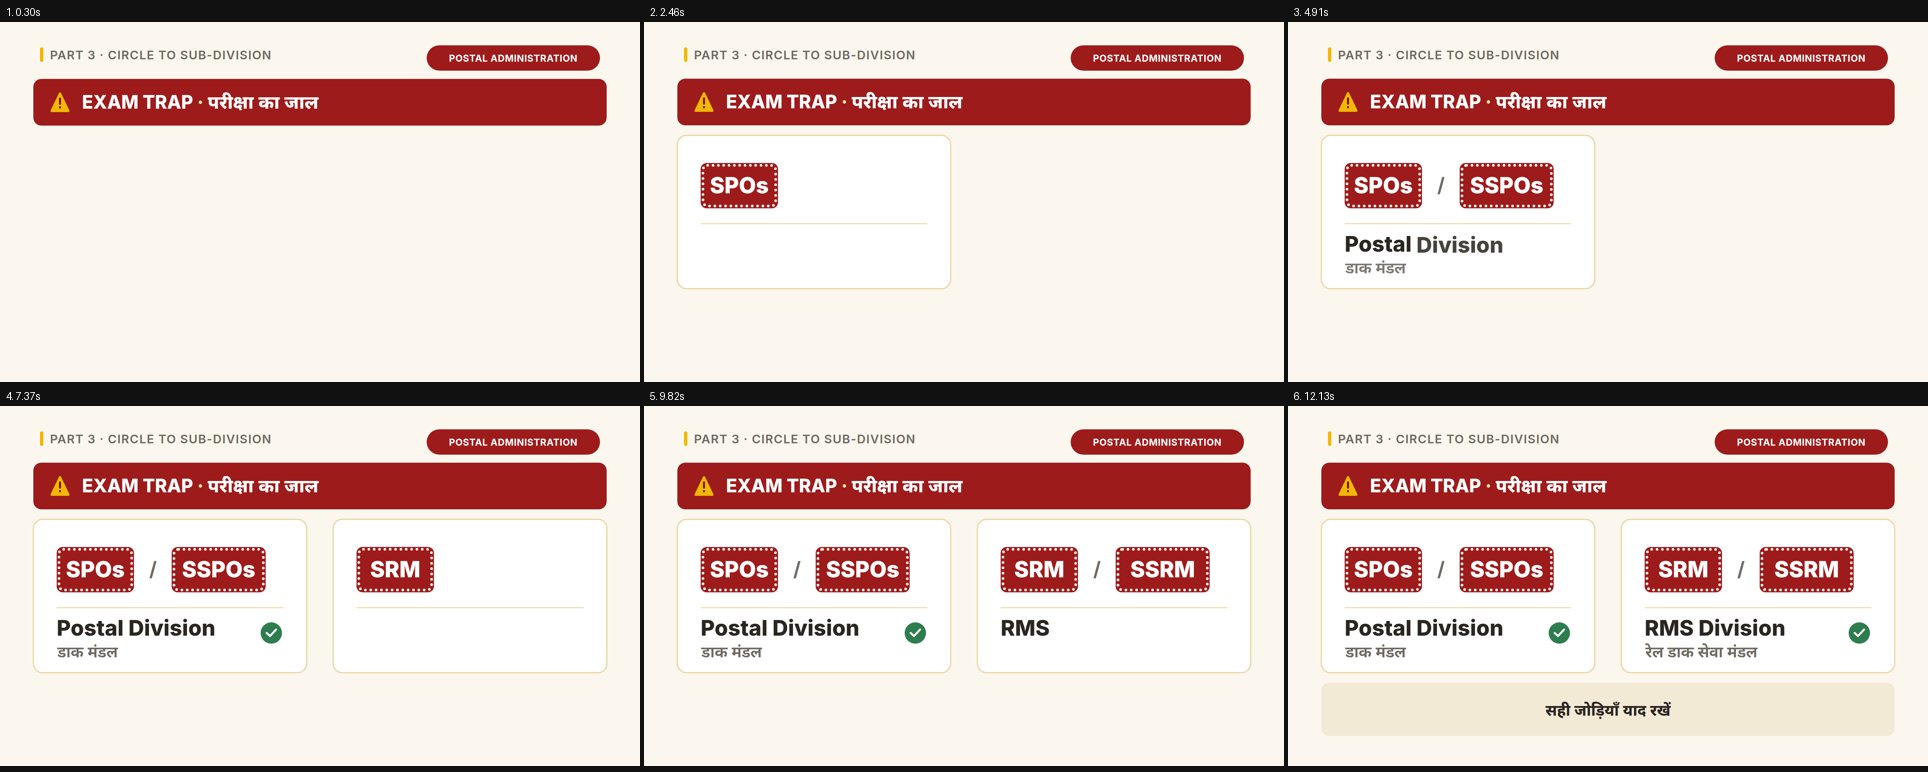 1. 0.30s
PART 3 · CIRCLE TO SUB-DIVISION
POSTAL ADMINISTRATION
EXAM TRAP · परीक्षा का जाल
2. 2.46s
PART 3 · CIRCLE TO SUB-DIVISION
POSTAL ADMINISTRATION
EXAM TRAP · परीक्षा का जाल
SPOs
3. 4.91s
PART 3 · CIRCLE TO SUB-DIVISION
POSTAL ADMINISTRATION
EXAM TRAP · परीक्षा का जाल
SPOs / SSPOs
Postal Division
डाक मंडल
4. 7.37s
PART 3 · CIRCLE TO SUB-DIVISION
POSTAL ADMINISTRATION
EXAM TRAP · परीक्षा का जाल
SPOs / SSPOs
Postal Division
डाक मंडल
SRM
5. 9.82s
PART 3 · CIRCLE TO SUB-DIVISION
POSTAL ADMINISTRATION
EXAM TRAP · परीक्षा का जाल
SPOs / SSPOs
Postal Division
डाक मंडल
SRM / SSRM
RMS
6. 12.13s
PART 3 · CIRCLE TO SUB-DIVISION
POSTAL ADMINISTRATION
EXAM TRAP · परीक्षा का जाल
SPOs / SSPOs
Postal Division
डाक मंडल
SRM / SSRM
RMS Division
रेल डाक सेवा मंडल
सही जोड़ियाँ याद रखें